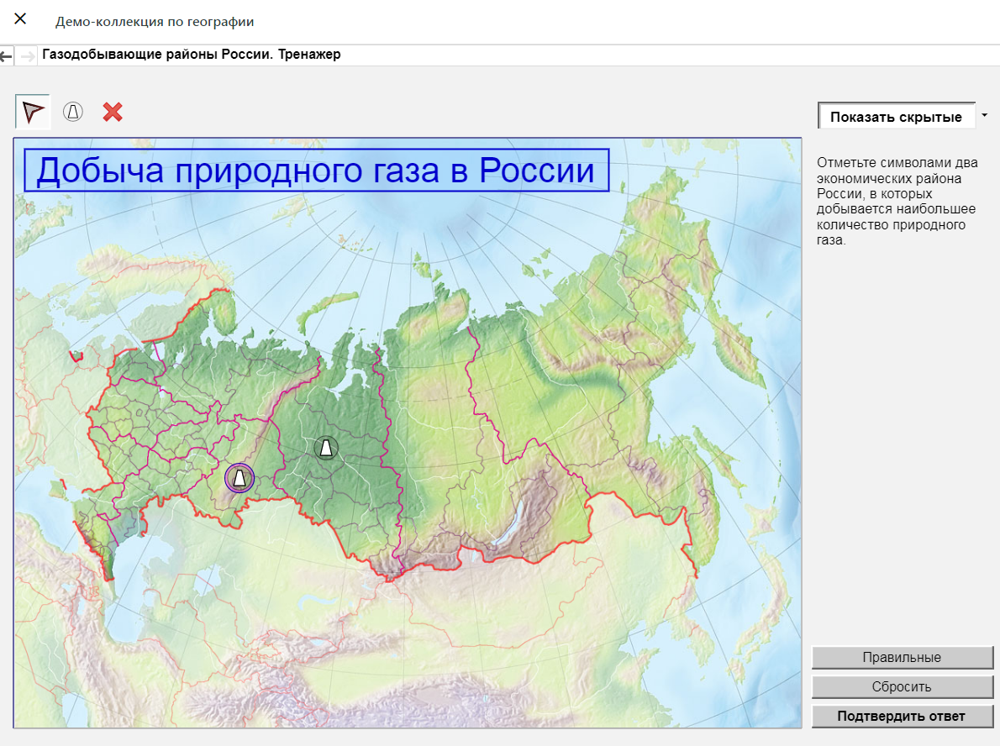 Демо-коллекция по географии
Газодобывающие районы России. Тренажер
Показать скрытые
Добыча природного газа в России
Отметьте символами два
экономических района
России, в которых
добывается наибольшее
количество природного
газа.
Правильные
Сбросить
Подтвердить ответ